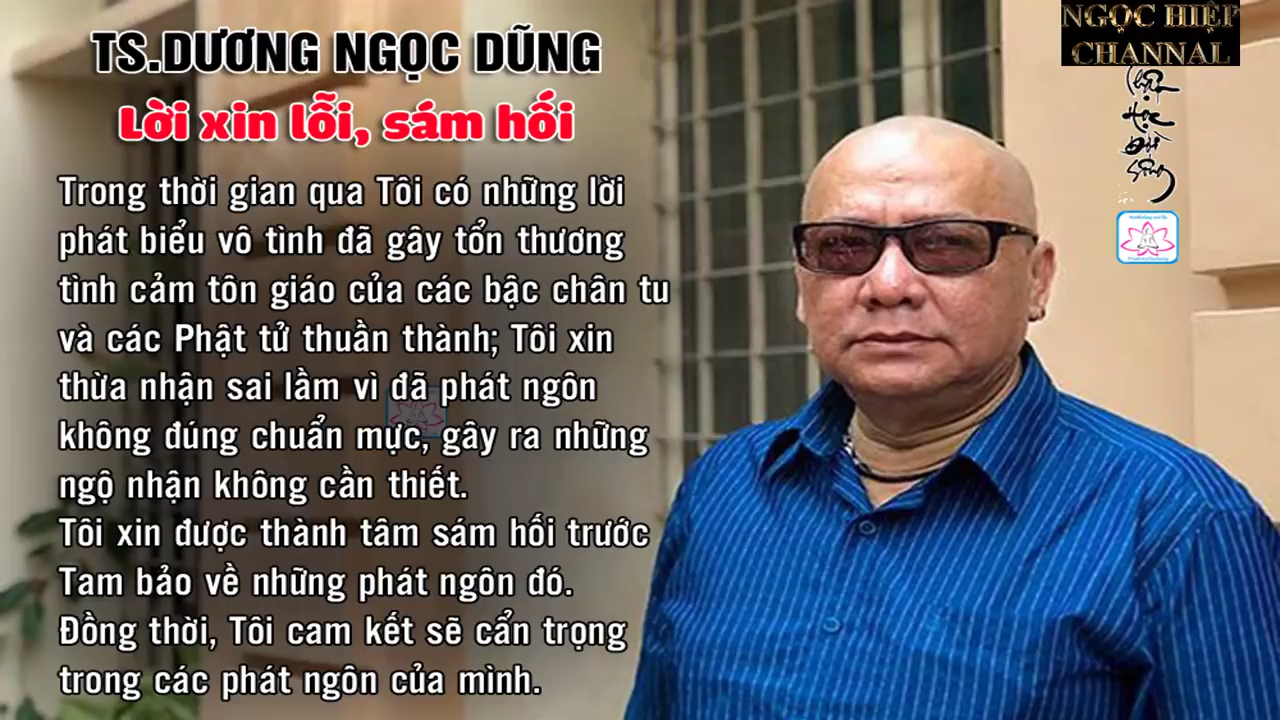 TS.DƯƠNG NGỌC DŨNG
Lời xin lỗi, sám hối
Trong thời gian qua Tôi có những lời
phát biểu vô tình đã gây tổn thương
tình cảm tôn giáo của các bậc chân tu
và các Phật tử thuần thành; Tôi xin
thừa nhận sai lầm vì đã phát ngôn
không đúng chuẩn mực, gây ra những
ngộ nhận không cần thiết.
Tôi xin được thành tâm sám hối trước
Tam bảo về những phát ngôn đó.
Đồng thời, Tôi cam kết sẽ cẩn trọng
trong các phát ngôn của mình.
NGỌC HIỆP
CHANNAL
Học
sống